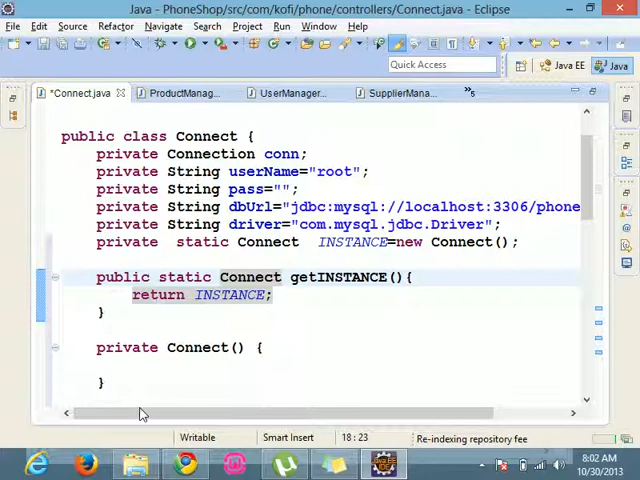 Java - PhoneShop/src/com/kofi/phone/controllers/Connect.java - Eclipse
File Edit Source Refactor Navigate Search Project Run Window Help
Quick Access Java EE Java
*Connect.java ProductManag... UserManager... SupplierMana... »5
public class Connect {
private Connection conn;
private String userName="root";
private String pass="";
private String dbUrl="jdbc:mysql://localhost:3306/phone
private String driver="com.mysql.jdbc.Driver";
private static Connect INSTANCE=new Connect();
public static Connect getINSTANCE(){
return INSTANCE;
}
private Connect() {
}
Writable Smart Insert 18 : 23 Re-indexing repository fee
8:02 AM
10/30/2013